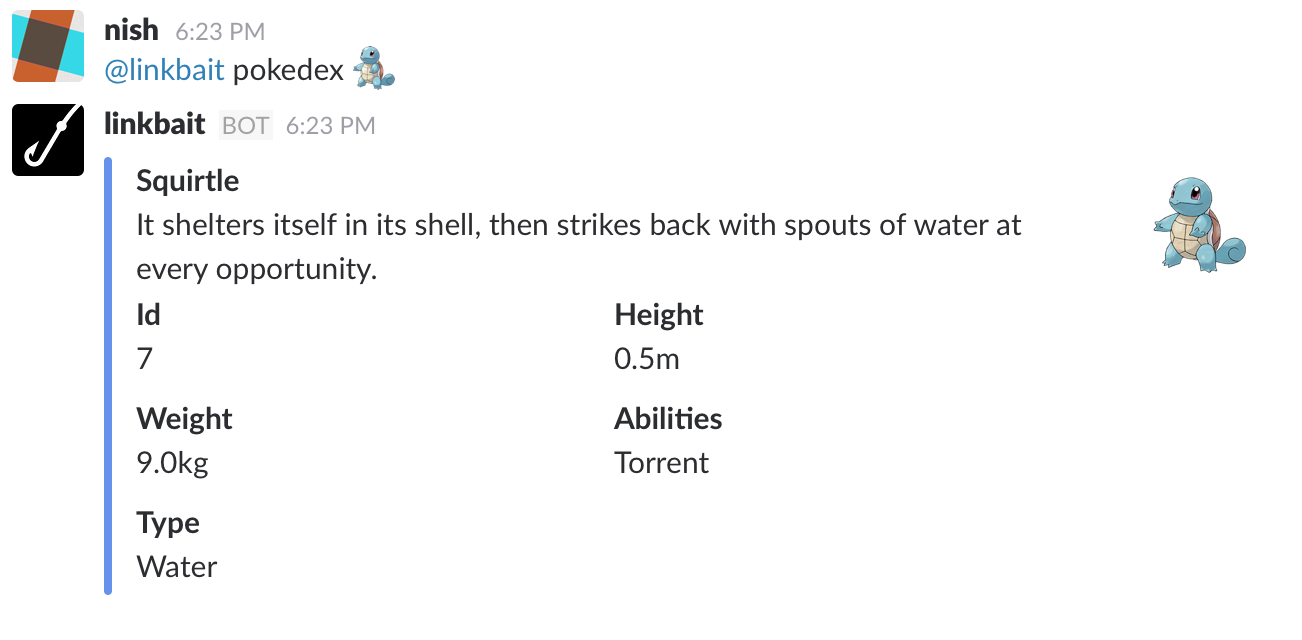 nish 6:23 PM
@linkbait pokedex
linkbait BOT 6:23 PM
Squirtle
It shelters itself in its shell, then strikes back with spouts of water at
every opportunity.
Id Height
7 0.5m
Weight Abilities
9.0kg Torrent
Type
Water